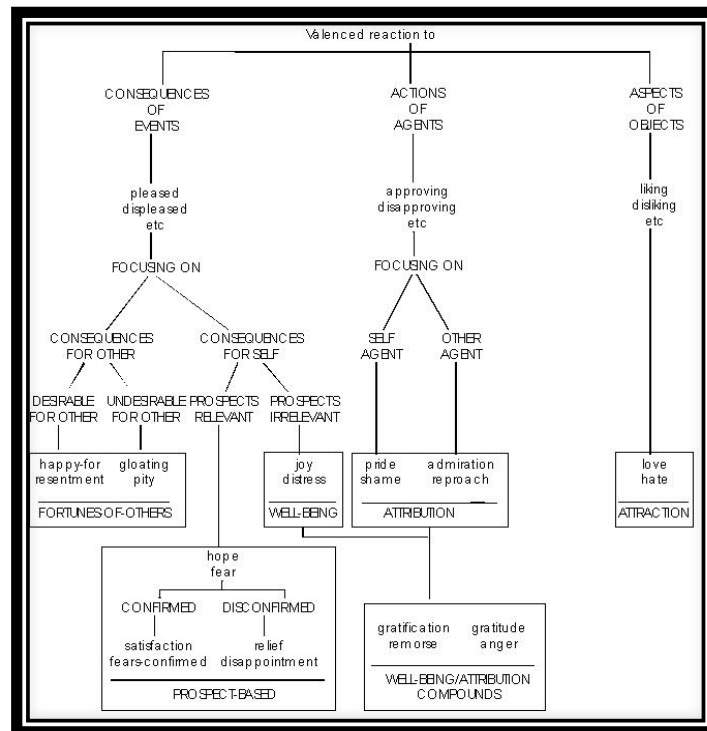 Valenced reaction to
CONSEQUENCES
OF
EVENTS
ACTIONS
OF
AGENTS
ASPECTS
OF
OBJECTS
pleased
displeased
etc
approving
disapproving
etc
liking
disliking
etc
FOCUSING ON
FOCUSING ON
CONSEQUENCES
FOR OTHER
CONSEQUENCES
FOR SELF
SELF
AGENT
OTHER
AGENT
DESIRABLE
FOR OTHER
UNDESIRABLE
FOR OTHER
PROSPECTS
RELEVANT
PROSPECTS
IRRELEVANT
happy-for
resentment
gloating
pity
FORTUNES-OF-OTHERS
joy
distress
WELL-BEING
pride
shame
admiration
reproach
ATTRIBUTION
love
hate
ATTRACTION
hope
fear
CONFIRMED
DISCONFIRMED
satisfaction
fears-confirmed
relief
disappointment
PROSPECT-BASED
gratification
remorse
gratitude
anger
WELL-BEING/ATTRIBUTION
COMPOUNDS